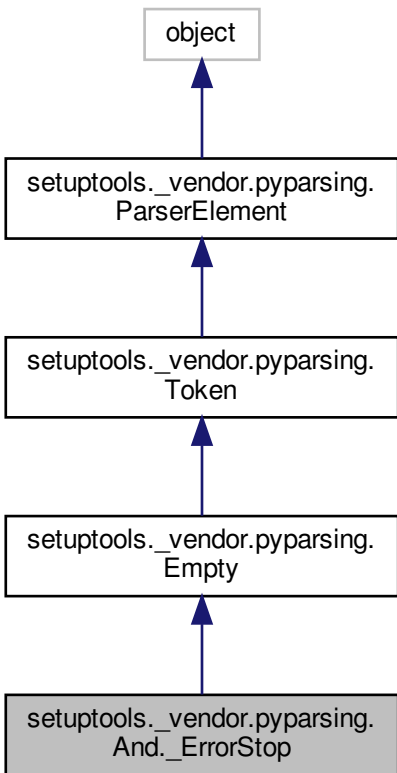 object
setuptools._vendor.pyparsing.
ParserElement
setuptools._vendor.pyparsing.
Token
setuptools._vendor.pyparsing.
Empty
setuptools._vendor.pyparsing.
And._ErrorStop